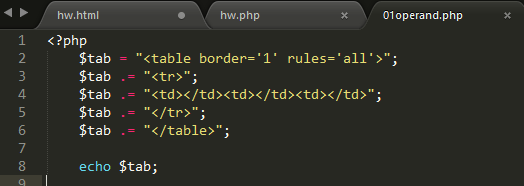 hw.html
hw.php
01operand.php
1 <?php
2 $tab = "<table border='1' rules='all'>";
3 $tab .= "<tr>";
4 $tab .= "<td></td><td></td><td></td>";
5 $tab .= "</tr>";
6 $tab .= "</table>";
7
8 echo $tab;
9